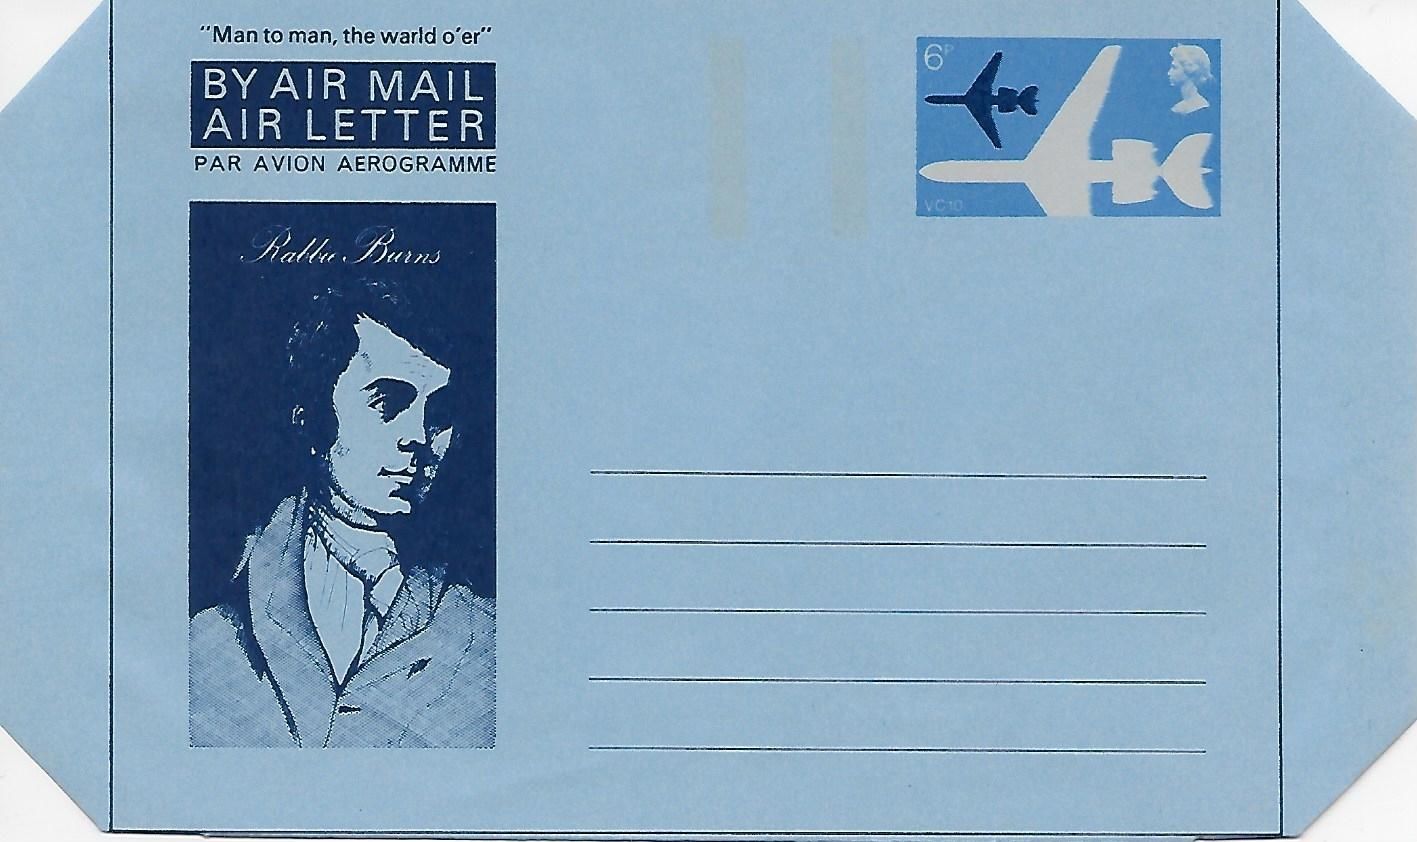 "Man to man, the warld o'er"
BY AIR MAIL
AIR LETTER
PAR AVION AEROGRAMME
Rabbie Burns
6P
VC10